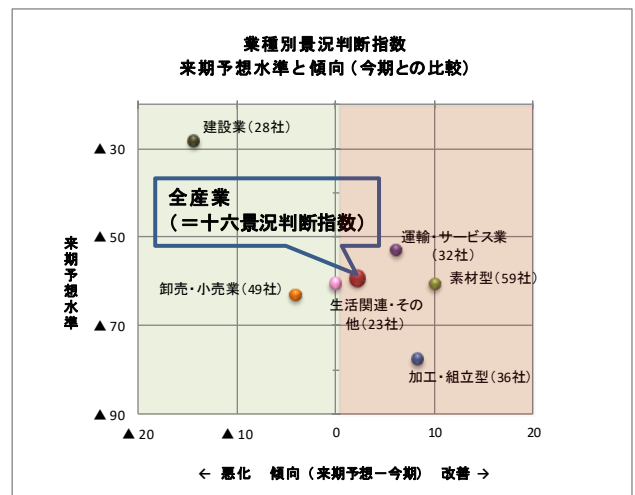 業種別景況判断指数
来期予想水準と傾向(今期との比較)
建設業(28社)
▲ 30
全産業
(=十六景況判断指数)
▲ 50
運輸・サービス業
(32社)
素材型(59社)
卸売・小売業(49社)
生活関連・その
他(23社)
▲ 70
加工・組立型(36社)
▲ 90
来期予想水準
▲ 20
▲ 10
0
10
20
← 悪化 傾向(来期予想-今期) 改善 →